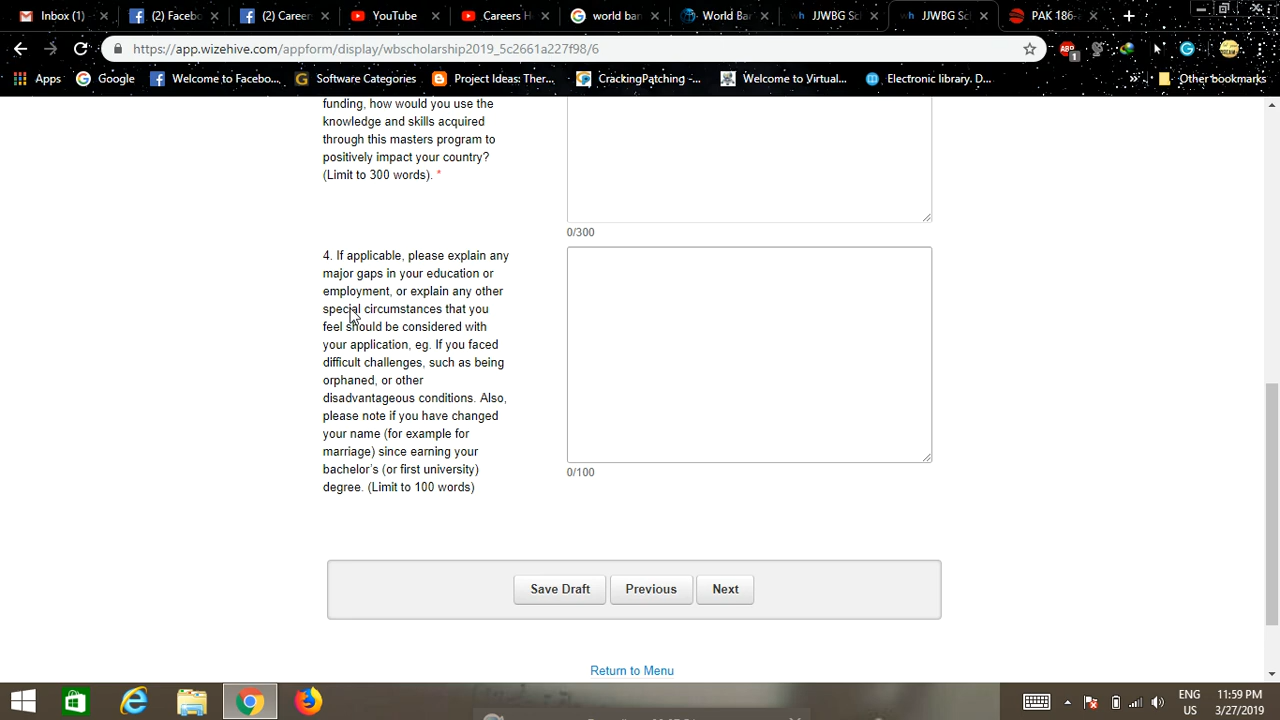 Inbox (1)
(2) Facebo
(2) Career
YouTube
Careers H
world ban
World Ban
JJWBG Sch
JJWBG Sch
PAK 186
https://app.wizehive.com/appform/display/wbscholarship2019_5c2661a227f98/6
ABP
1
Apps
Google
Welcome to Facebo...
Software Categories
Project Ideas: Ther...
CrackingPatching -...
Welcome to Virtual...
Electronic library. D...
»
Other bookmarks
funding, how would you use the
knowledge and skills acquired
through this masters program to
positively impact your country?
(Limit to 300 words). *
0/300
4. If applicable, please explain any
major gaps in your education or
employment, or explain any other
special circumstances that you
feel should be considered with
your application, eg. If you faced
difficult challenges, such as being
orphaned, or other
disadvantageous conditions. Also,
please note if you have changed
your name (for example for
marriage) since earning your
bachelor's (or first university)
degree. (Limit to 100 words)
0/100
Save Draft
Previous
Next
Return to Menu
ENG
US
11:59 PM
3/27/2019